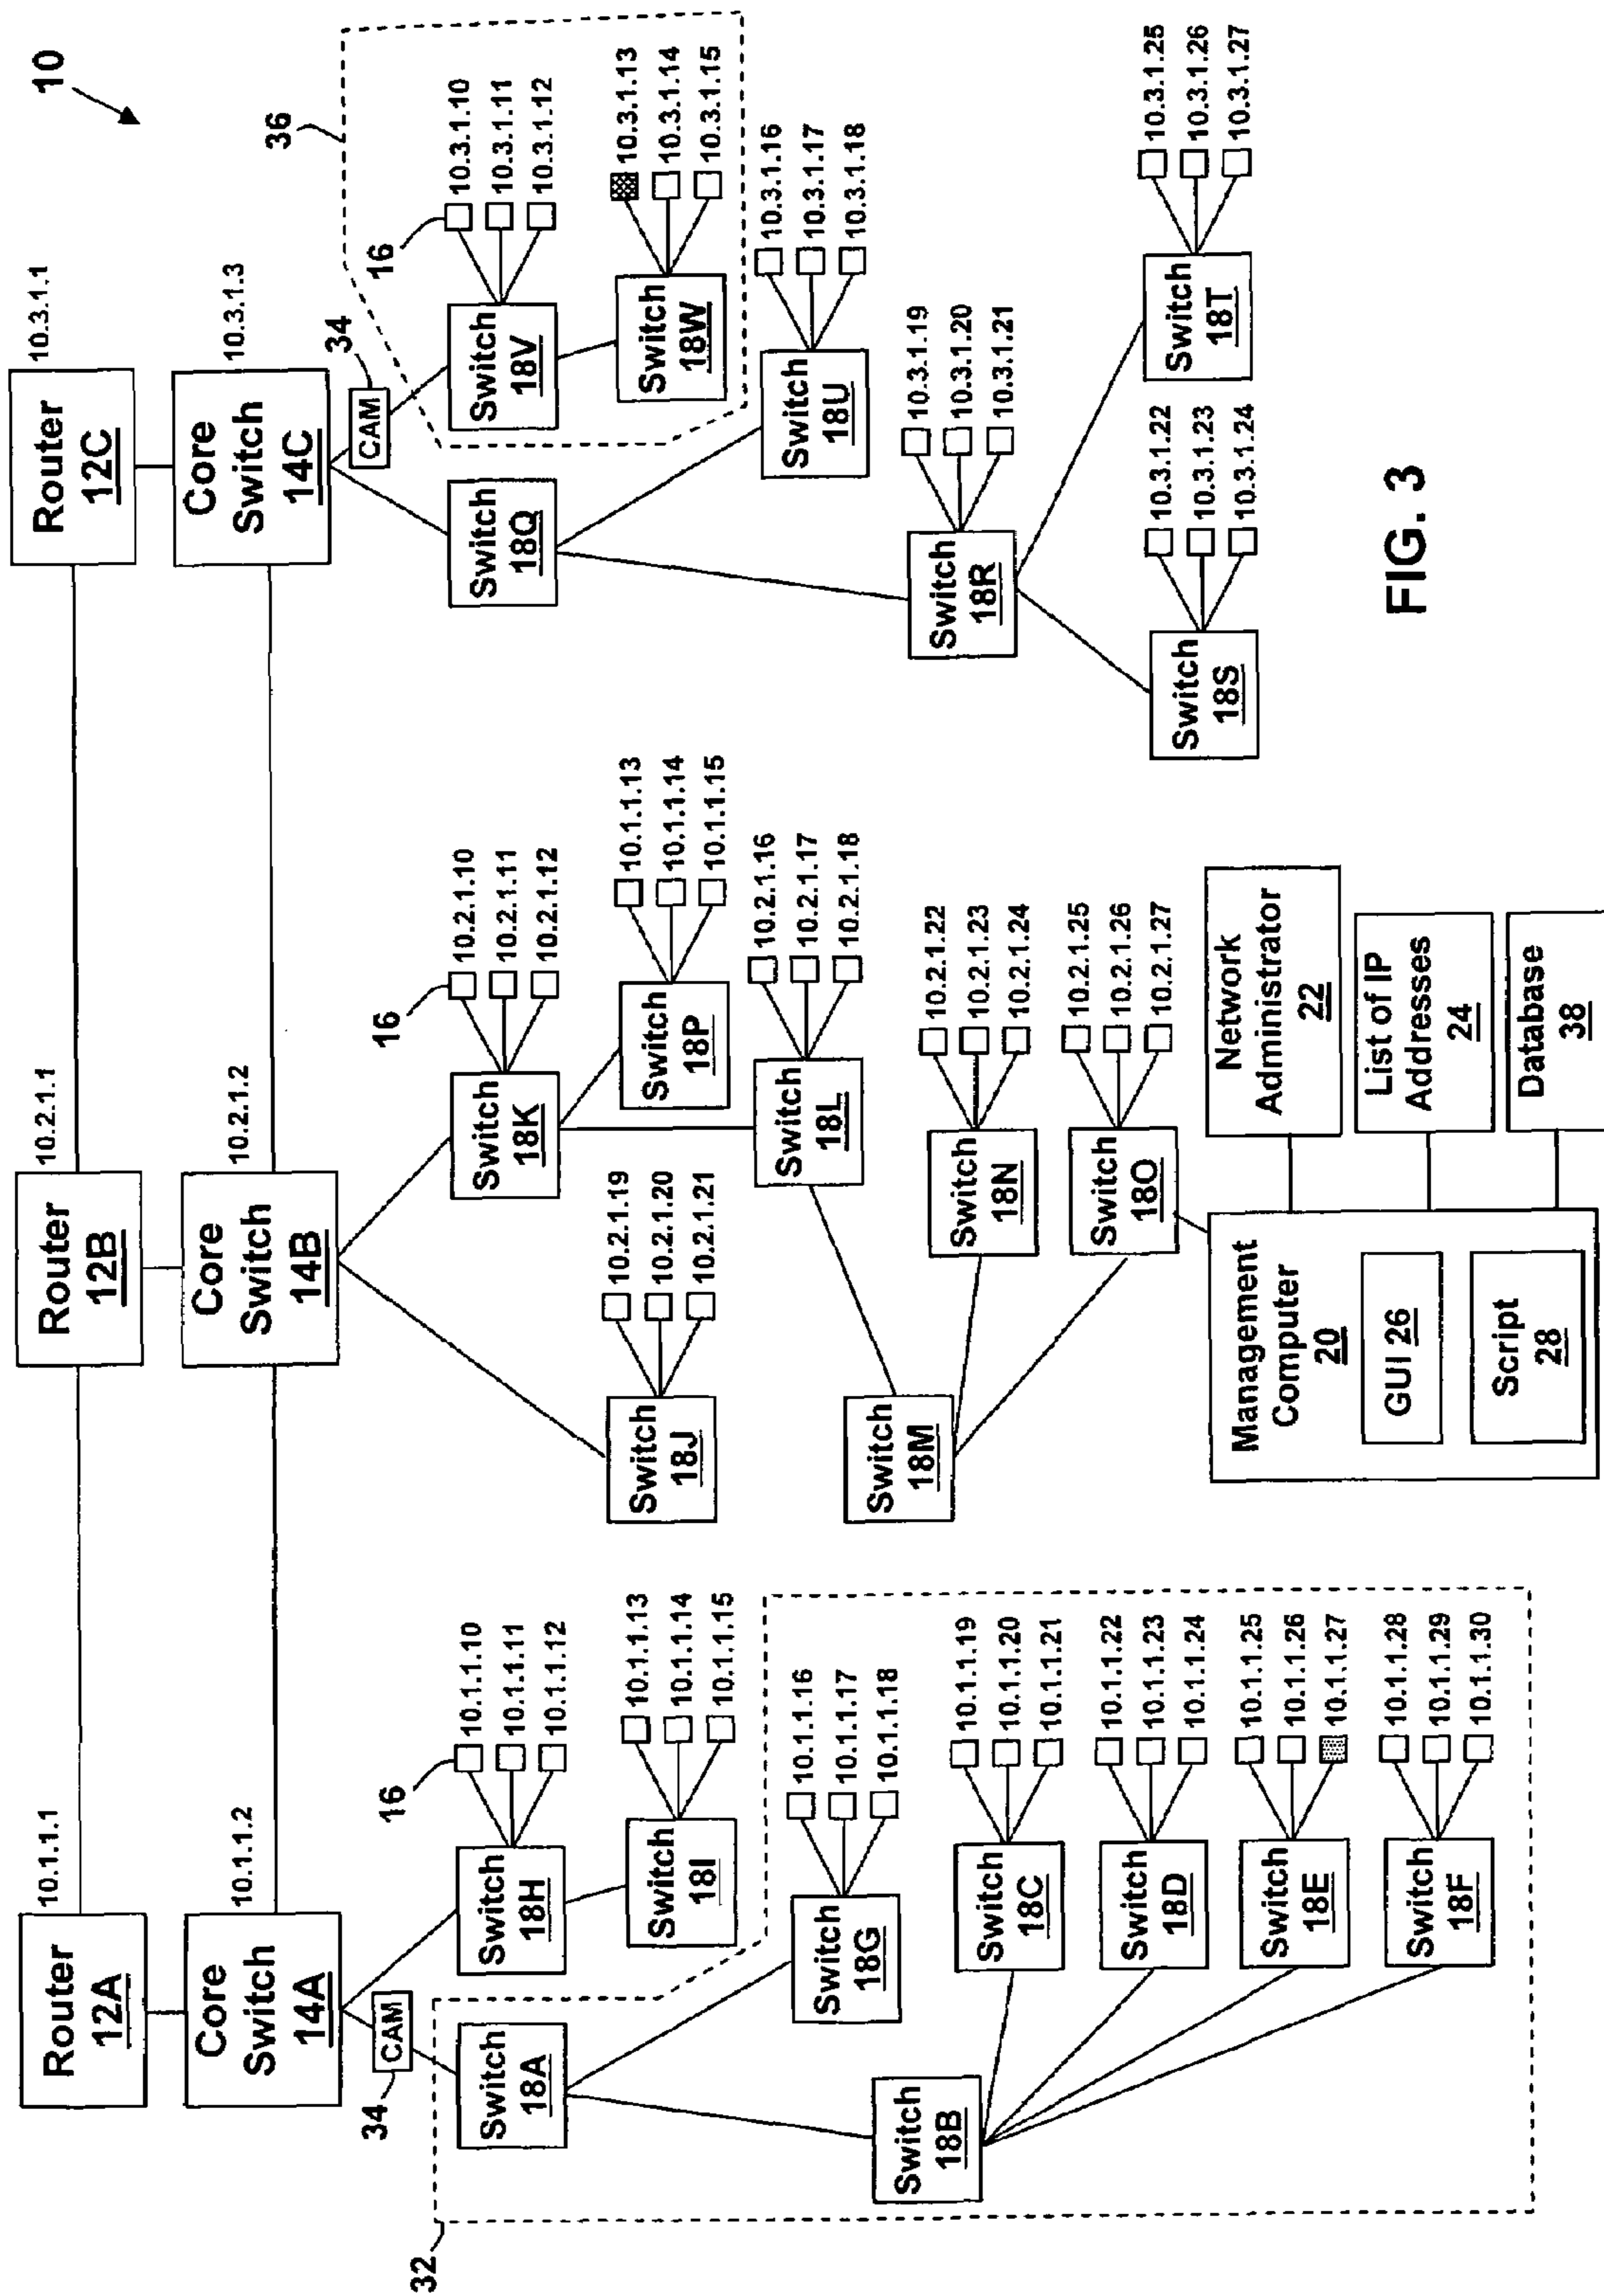 10
Router
12A
10.1.1.1
Core
Switch
14A
10.1.1.2
CAM
34
32
Switch
18A
Switch
18H
16
10.1.1.10
10.1.1.11
10.1.1.12
Switch
18I
10.1.1.13
10.1.1.14
10.1.1.15
Switch
18G
10.1.1.16
10.1.1.17
10.1.1.18
Switch
18B
Switch
18C
10.1.1.19
10.1.1.20
10.1.1.21
Switch
18D
10.1.1.22
10.1.1.23
10.1.1.24
Switch
18E
10.1.1.25
10.1.1.26
10.1.1.27
Switch
18F
10.1.1.28
10.1.1.29
10.1.1.30
Router
12B
10.2.1.1
Core
Switch
14B
10.2.1.2
Switch
18K
16
10.2.1.10
10.2.1.11
10.2.1.12
Switch
18P
10.1.1.13
10.1.1.14
10.1.1.15
Switch
18J
10.2.1.19
10.2.1.20
10.2.1.21
Switch
18L
10.2.1.16
10.2.1.17
10.2.1.18
Switch
18M
Switch
18N
10.2.1.22
10.2.1.23
10.2.1.24
Switch
18O
10.2.1.25
10.2.1.26
10.2.1.27
Management
Computer
20
GUI 26
Script
28
Network
Administrator
22
List of IP
Addresses
24
Database
38
Router
12C
10.3.1.1
Core
Switch
14C
10.3.1.3
CAM
34
36
Switch
18V
16
10.3.1.10
10.3.1.11
10.3.1.12
Switch
18W
10.3.1.13
10.3.1.14
10.3.1.15
Switch
18Q
Switch
18U
10.3.1.16
10.3.1.17
10.3.1.18
Switch
18R
10.3.1.19
10.3.1.20
10.3.1.21
Switch
18S
10.3.1.22
10.3.1.23
10.3.1.24
Switch
18T
10.3.1.25
10.3.1.26
10.3.1.27
FIG. 3